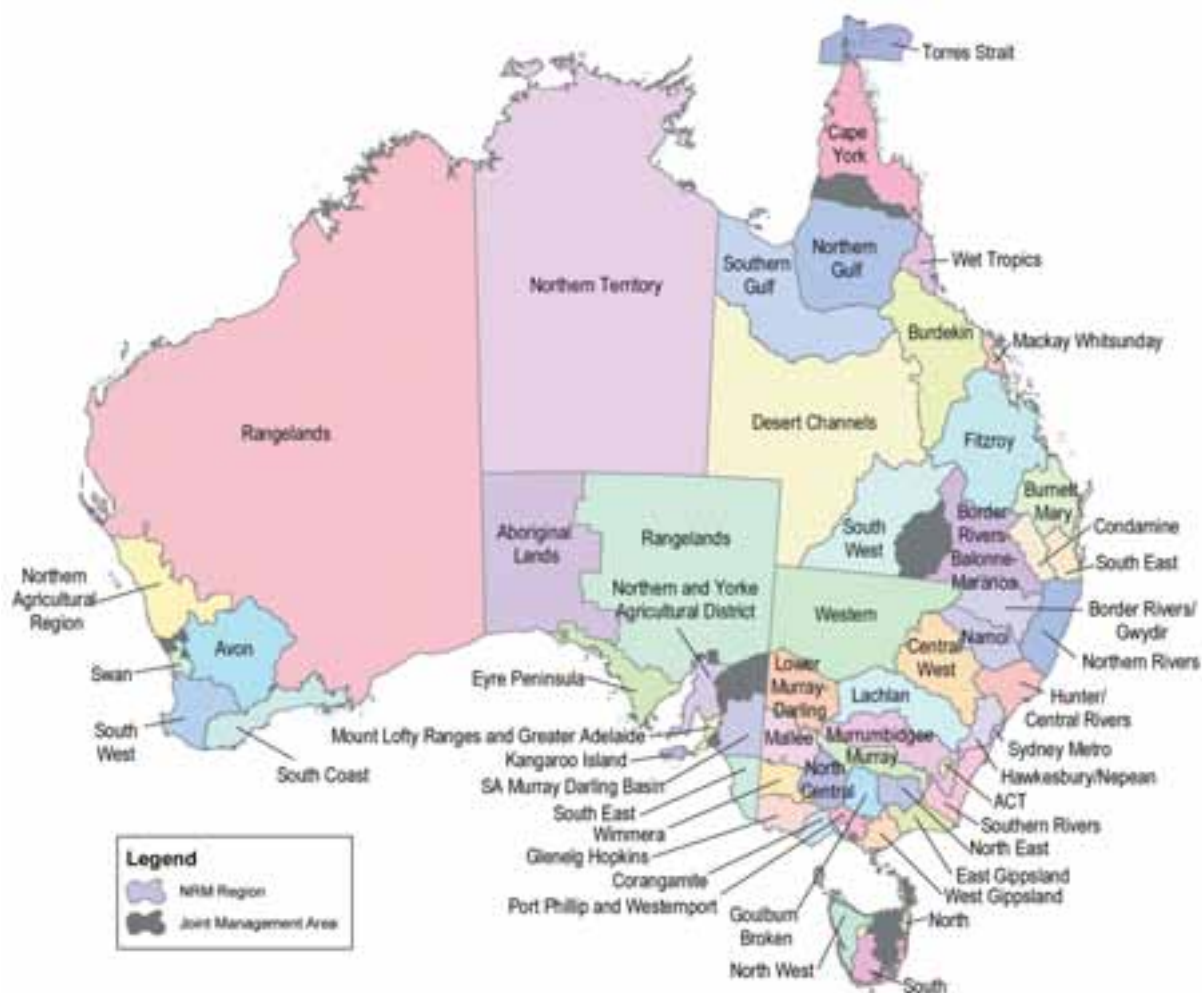 Torres Strait
Cape
York
Northern
Gulf
Southern
Gulf
Wet Tropics
Northern Territory
Burdekin
Mackay Whitsunday
Desert Channels
Rangelands
Fitzroy
Burnett
Mary
Border
Rivers-
Balonne-
Maranoa
South
West
Condamine
South East
Aboriginal
Lands
Rangelands
Northern and Yorke
Agricultural District
Northern
Agricultural
Region
Western
Border Rivers/
Gwydir
Namoi
Central
West
Northern Rivers
Avon
Swan
Eyre Peninsula
Lower
Murray-
Darling
Lachlan
Hunter/
Central Rivers
South
West
South Coast
Mount Lofty Ranges and Greater Adelaide
Mallee
Murrumbidgee
Murray
Sydney Metro
Kangaroo Island
North
Central
Hawkesbury/Nepean
SA Murray Darling Basin
ACT
South East
Southern Rivers
Wimmera
North East
Glenelg Hopkins
East Gippsland
Corangamite
West Gippsland
Port Phillip and Westernport
Goulburn
Broken
North
North West
South
Legend
NRM Region
Joint Management Area